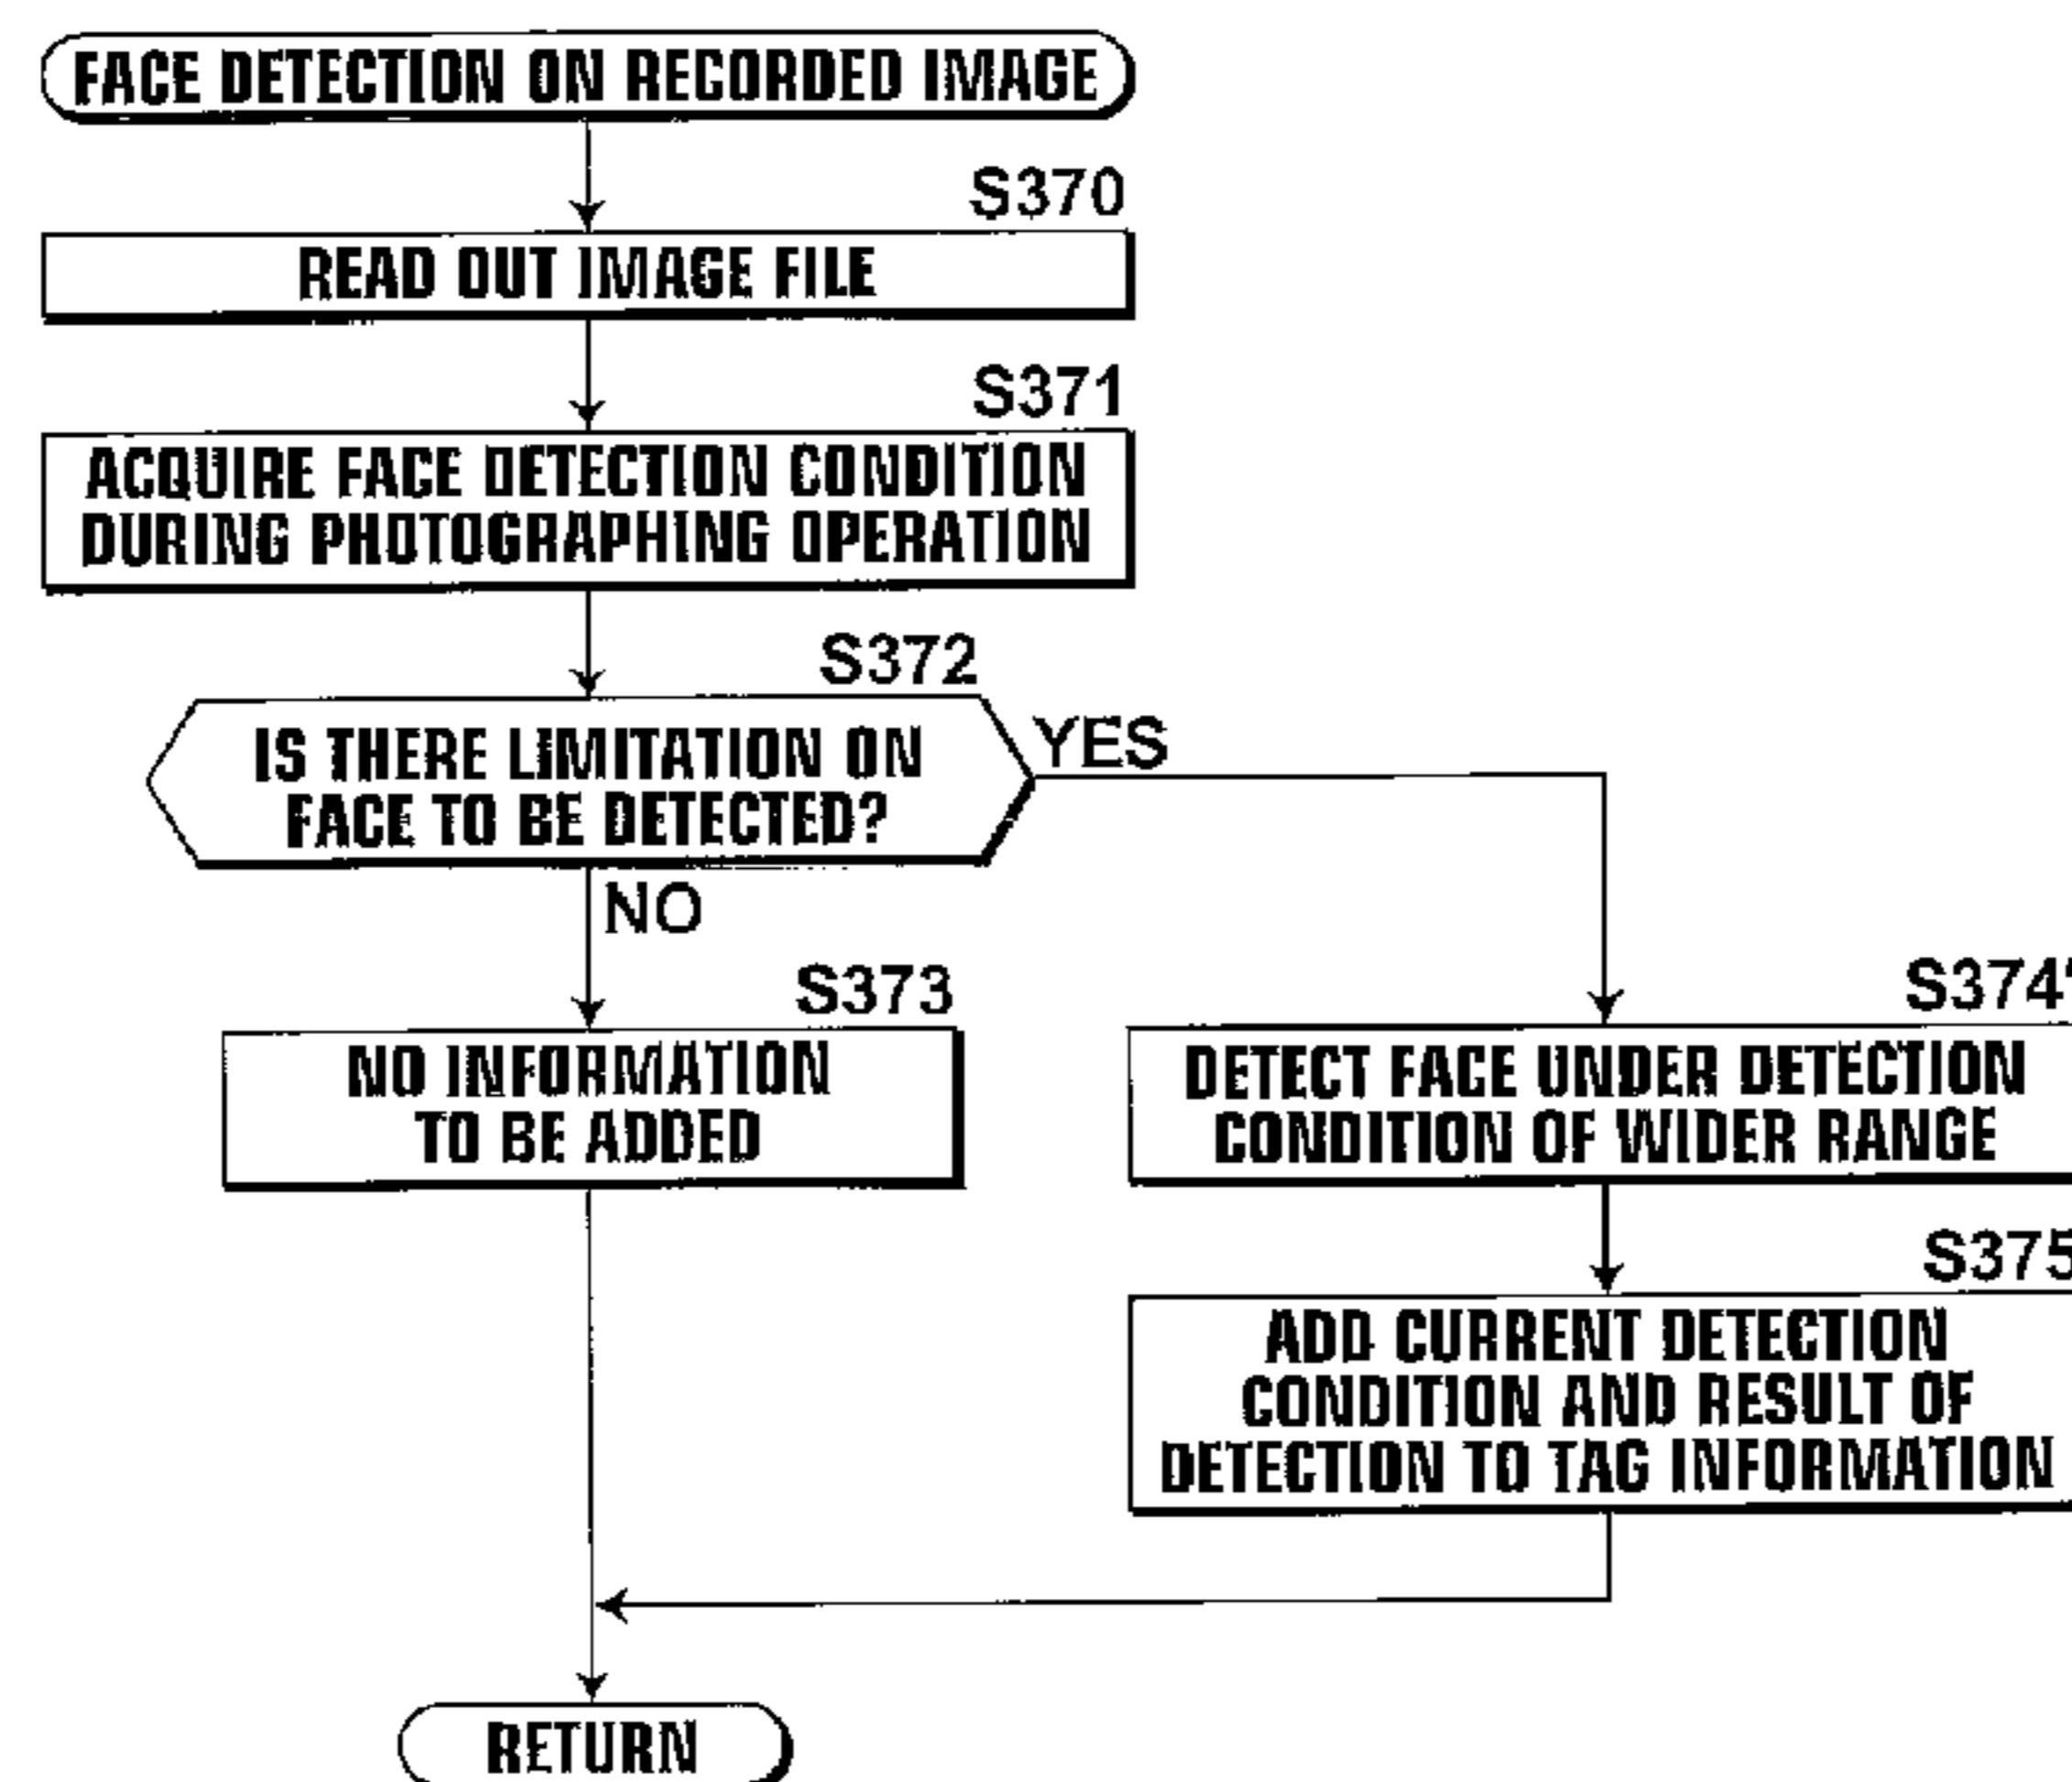 FACE DETECTION ON RECORDED IMAGE
S370
READ OUT IMAGE FILE
S371
ACQUIRE FACE DETECTION CONDITION
DURING PHOTOGRAPHING OPERATION
S372
IS THERE LIMITATION ON
FACE TO BE DETECTED?
YES
NO
S373
NO INFORMATION
TO BE ADDED
S374'
DETECT FACE UNDER DETECTION
CONDITION OF WIDER RANGE
S375
ADD CURRENT DETECTION
CONDITION AND RESULT OF
DETECTION TO TAG INFORMATION
RETURN